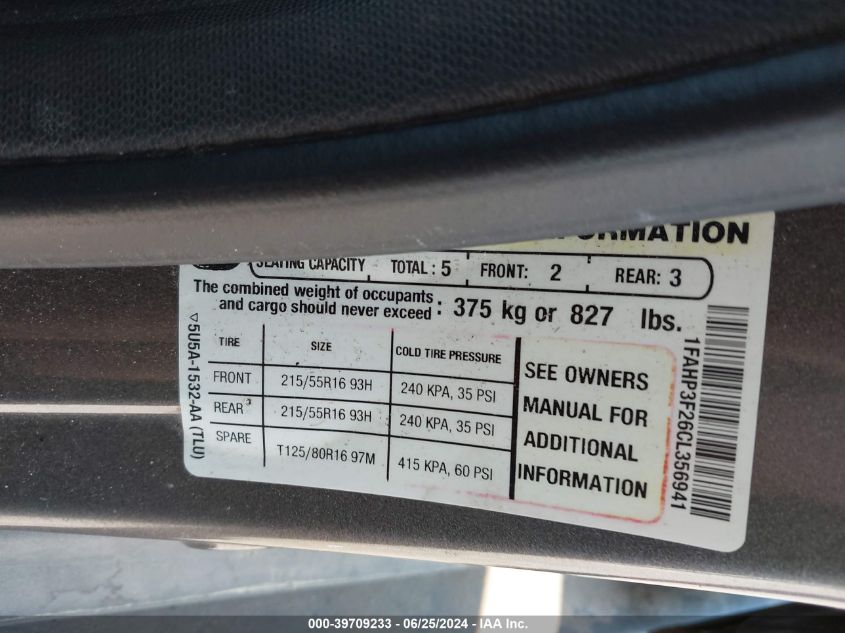 ORMATION
SEATING CAPACITY TOTAL : 5 FRONT: 2 REAR: 3
The combined weight of occupants
and cargo should never exceed : 375 kg or 827 lbs.
TIRE SIZE COLD TIRE PRESSURE
FRONT 215/55R16 93H 240 KPA, 35 PSI
REAR 215/55R16 93H 240 KPA, 35 PSI
SPARE T125/80R16 97M 415 KPA, 60 PSI
SEE OWNERS
MANUAL FOR
ADDITIONAL
INFORMATION
▽5U5A-1532-AA (TLU)
1FAHP3F26CL356941
000-39709233 / 06/25/2024 / IAA Inc.